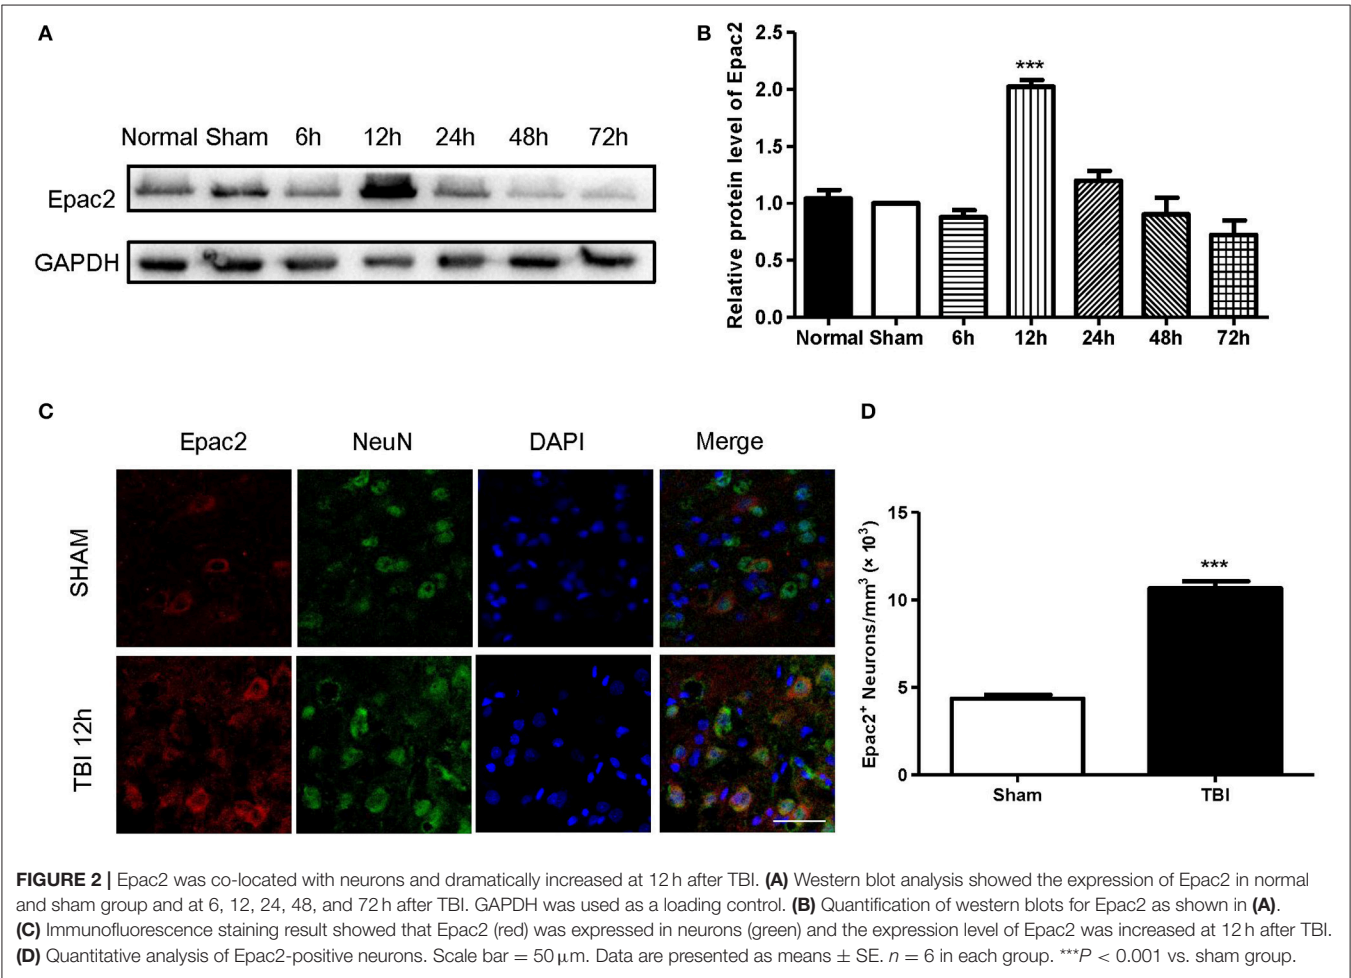 A
Normal Sham 6h 12h 24h 48h 72h
Epac2
GAPDH
B
Relative protein level of Epac2
2.5
2.0
1.5
1.0
0.5
0.0
***
Normal Sham 6h 12h 24h 48h 72h
C
Epac2 NeuN DAPI Merge
SHAM
TBI 12h
D
Epac2⁺ Neurons/mm³ (× 10³)
15
10
5
0
***
Sham TBI
FIGURE 2 | Epac2 was co-located with neurons and dramatically increased at 12 h after TBI. (A) Western blot analysis showed the expression of Epac2 in normal
and sham group and at 6, 12, 24, 48, and 72 h after TBI. GAPDH was used as a loading control. (B) Quantification of western blots for Epac2 as shown in (A).
(C) Immunofluorescence staining result showed that Epac2 (red) was expressed in neurons (green) and the expression level of Epac2 was increased at 12 h after TBI.
(D) Quantitative analysis of Epac2-positive neurons. Scale bar = 50 μm. Data are presented as means ± SE. n = 6 in each group. ***P < 0.001 vs. sham group.